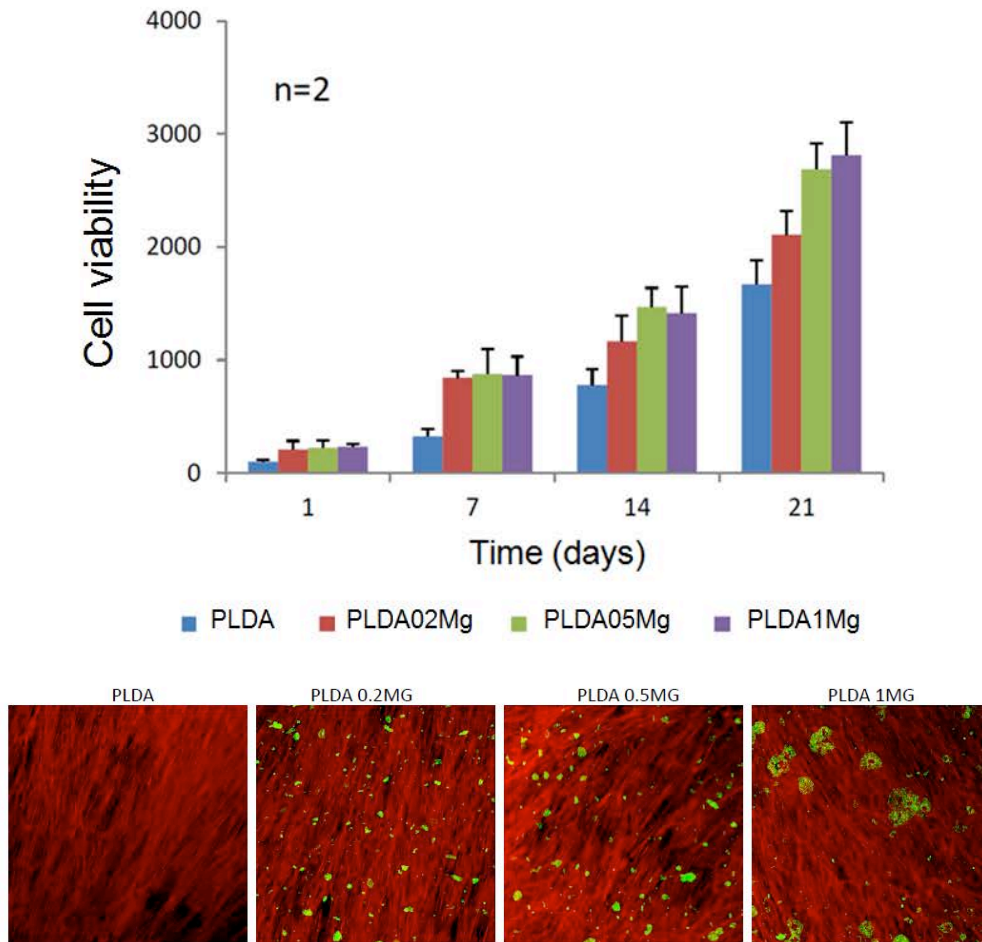 4000
n=2
3000
Cell viability
2000
1000
0
1 7 14 21
Time (days)
PLDA PLDA02Mg PLDA05Mg PLDA1Mg
PLDA PLDA 0.2MG PLDA 0.5MG PLDA 1MG